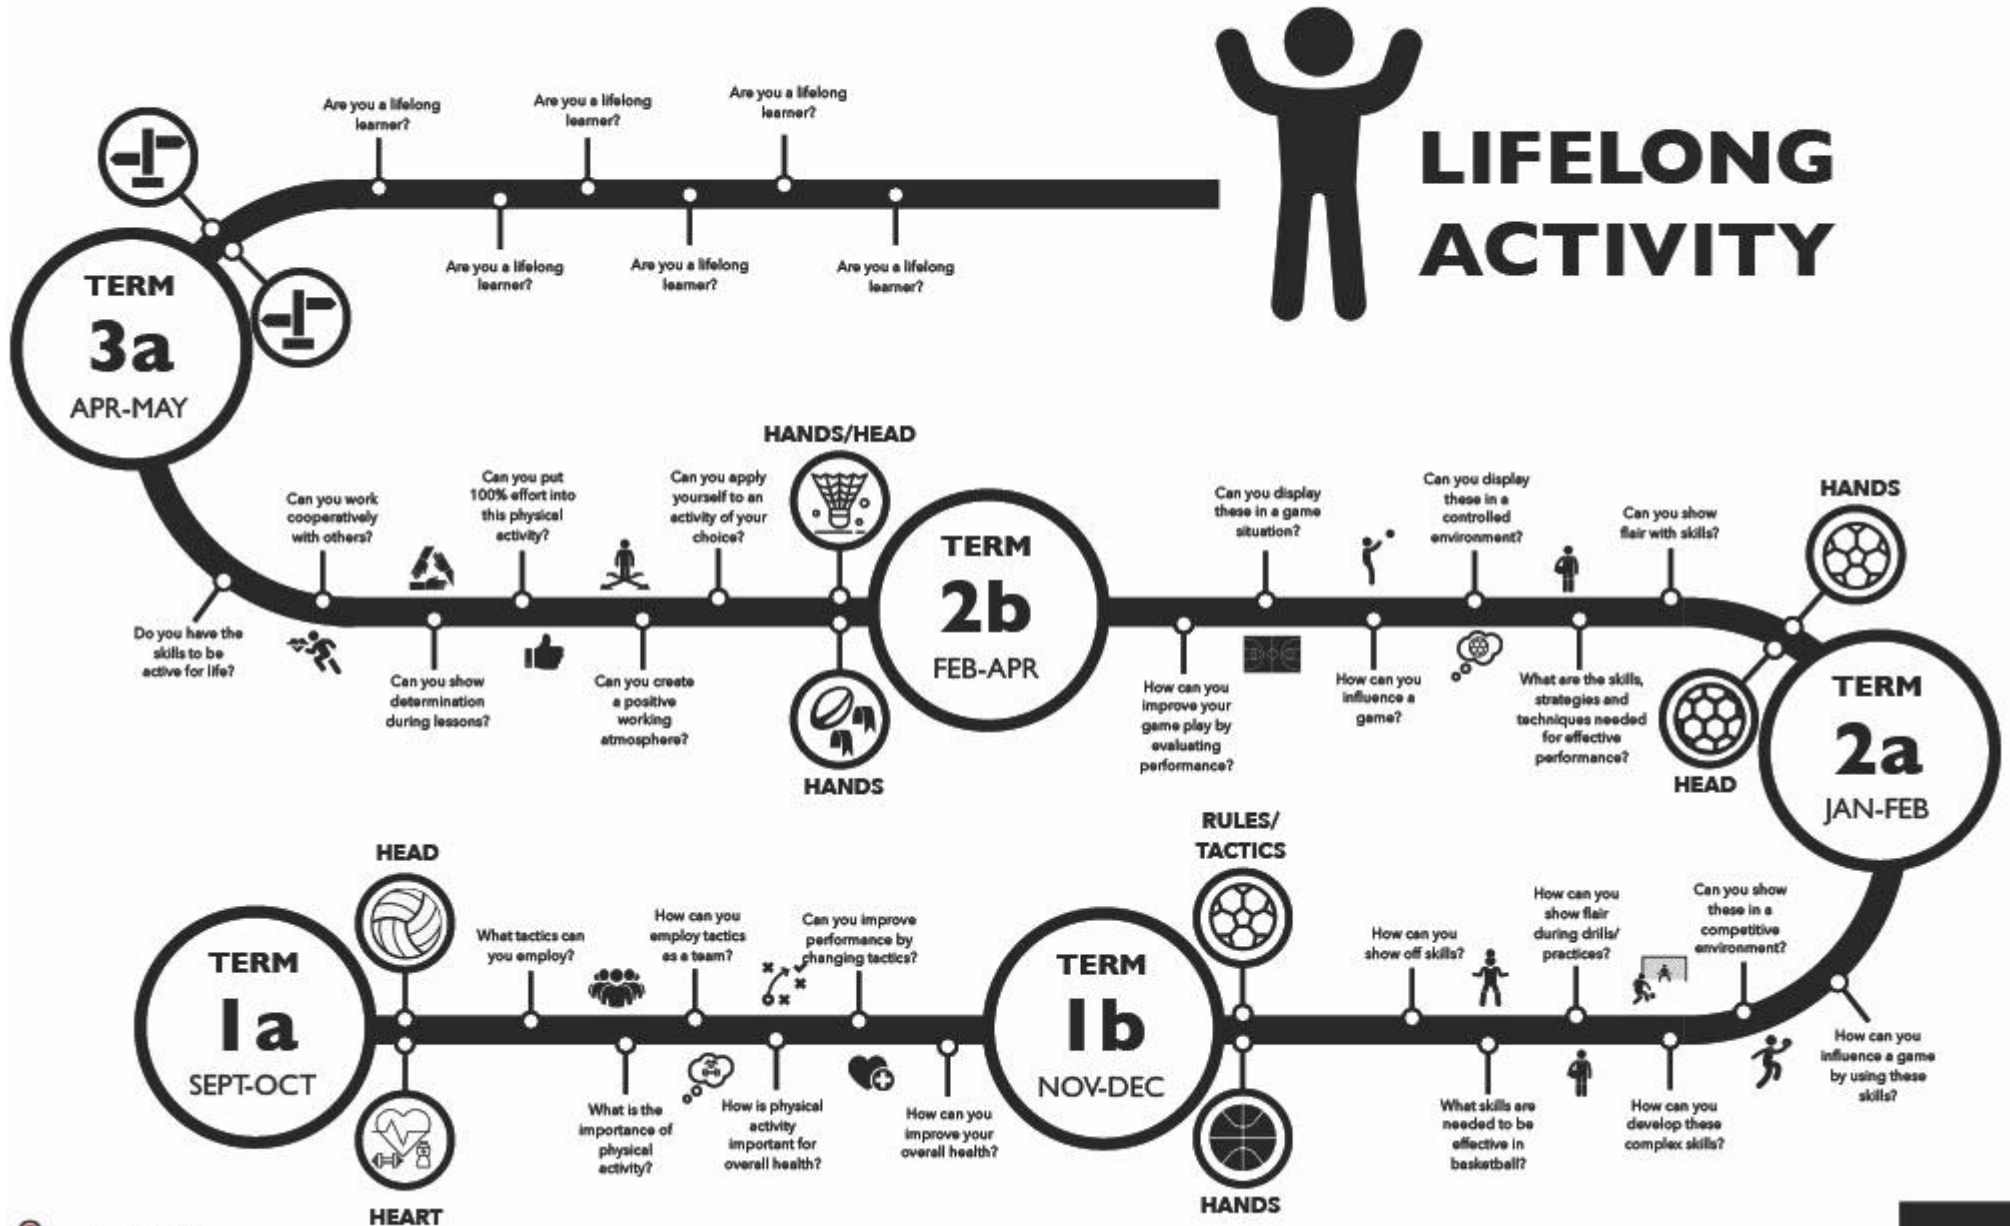 LIFELONG
ACTIVITY
Are you a lifelong
learner?
Are you a lifelong
learner?
Are you a lifelong
learner?
Are you a lifelong
learner?
Are you a lifelong
learner?
Are you a lifelong
learner?
TERM
3a
APR-MAY
Do you have the
skills to be
active for life?
Can you work
cooperatively
with others?
Can you show
determination
during lessons?
Can you put
100% effort into
this physical
activity?
Can you create
a positive
working
atmosphere?
Can you apply
yourself to an
activity of your
choice?
HANDS/HEAD
HANDS
TERM
2b
FEB-APR
How can you
improve your
game play by
evaluating
performance?
Can you display
these in a game
situation?
How can you
influence a
game?
Can you display
these in a
controlled
environment?
What are the skills,
strategies and
techniques needed
for effective
performance?
Can you show
flair with skills?
HANDS
HEAD
TERM
2a
JAN-FEB
TERM
1a
SEPT-OCT
HEAD
HEART
What tactics can
you employ?
What is the
importance of
physical
activity?
How can you
employ tactics
as a team?
How is physical
activity
important for
overall health?
Can you improve
performance by
changing tactics?
How can you
improve your
overall health?
TERM
1b
NOV-DEC
RULES/
TACTICS
HANDS
How can you
show off skills?
What skills are
needed to be
effective in
basketball?
How can you
show flair
during drills/
practices?
How can you
develop these
complex skills?
Can you show
these in a
competitive
environment?
How can you
influence a game
by using these
skills?